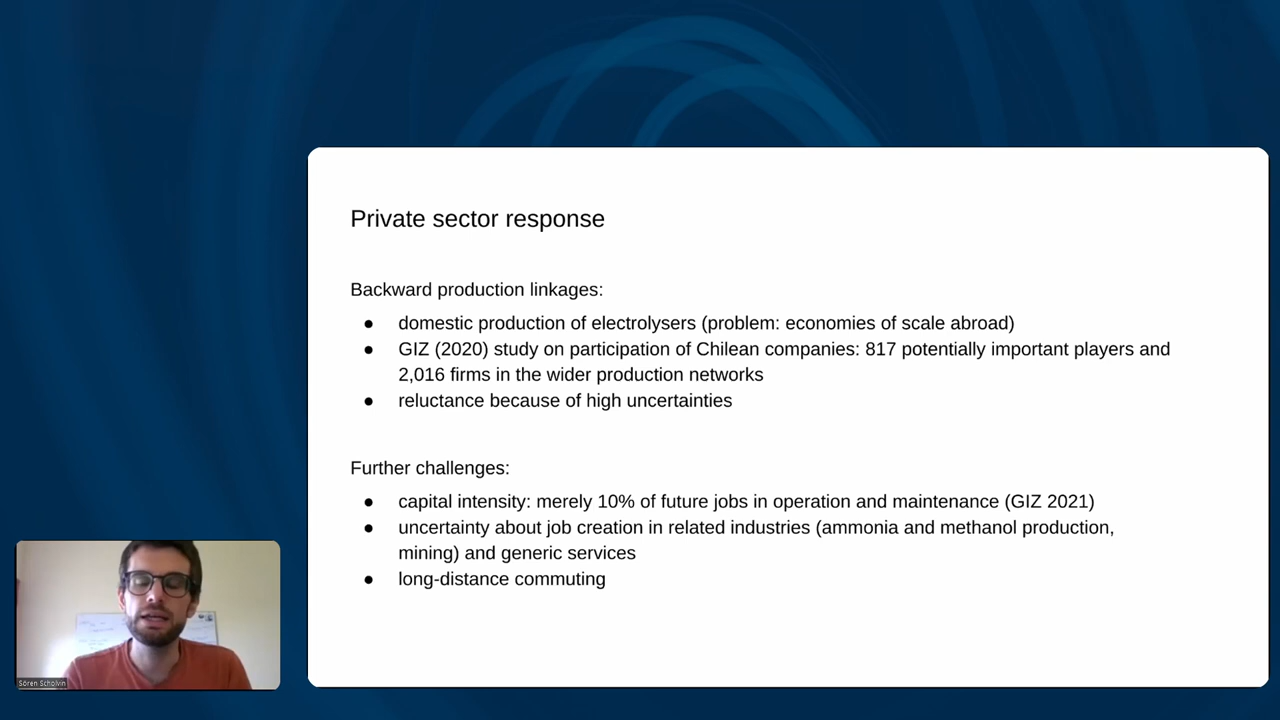 Private sector response
Backward production linkages:
● domestic production of electrolysers (problem: economies of scale abroad)
● GIZ (2020) study on participation of Chilean companies: 817 potentially important players and
2,016 firms in the wider production networks
● reluctance because of high uncertainties
Further challenges:
● capital intensity: merely 10% of future jobs in operation and maintenance (GIZ 2021)
● uncertainty about job creation in related industries (ammonia and methanol production,
mining) and generic services
● long-distance commuting
Sören Scholvin